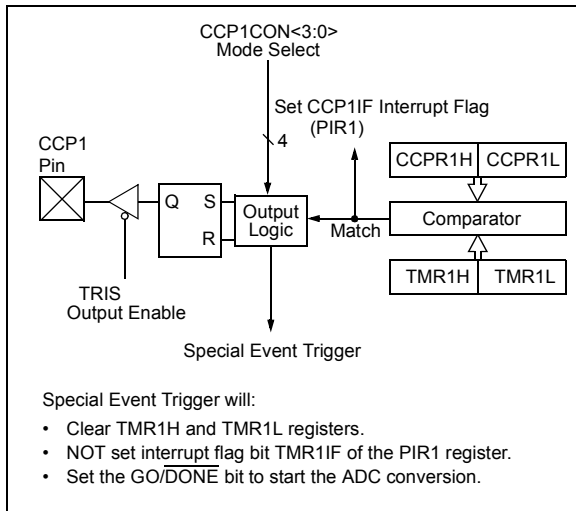 CCP1CON<3:0>
Mode Select
Set CCP1IF Interrupt Flag
(PIR1)
4
CCP1
Pin
CCPR1H CCPR1L
Q S
R
Output
Logic
Match
Comparator
TRIS
Output Enable
TMR1H TMR1L
Special Event Trigger
Special Event Trigger will:
• Clear TMR1H and TMR1L registers.
• NOT set interrupt flag bit TMR1IF of the PIR1 register.
• Set the GO/DONE bit to start the ADC conversion.